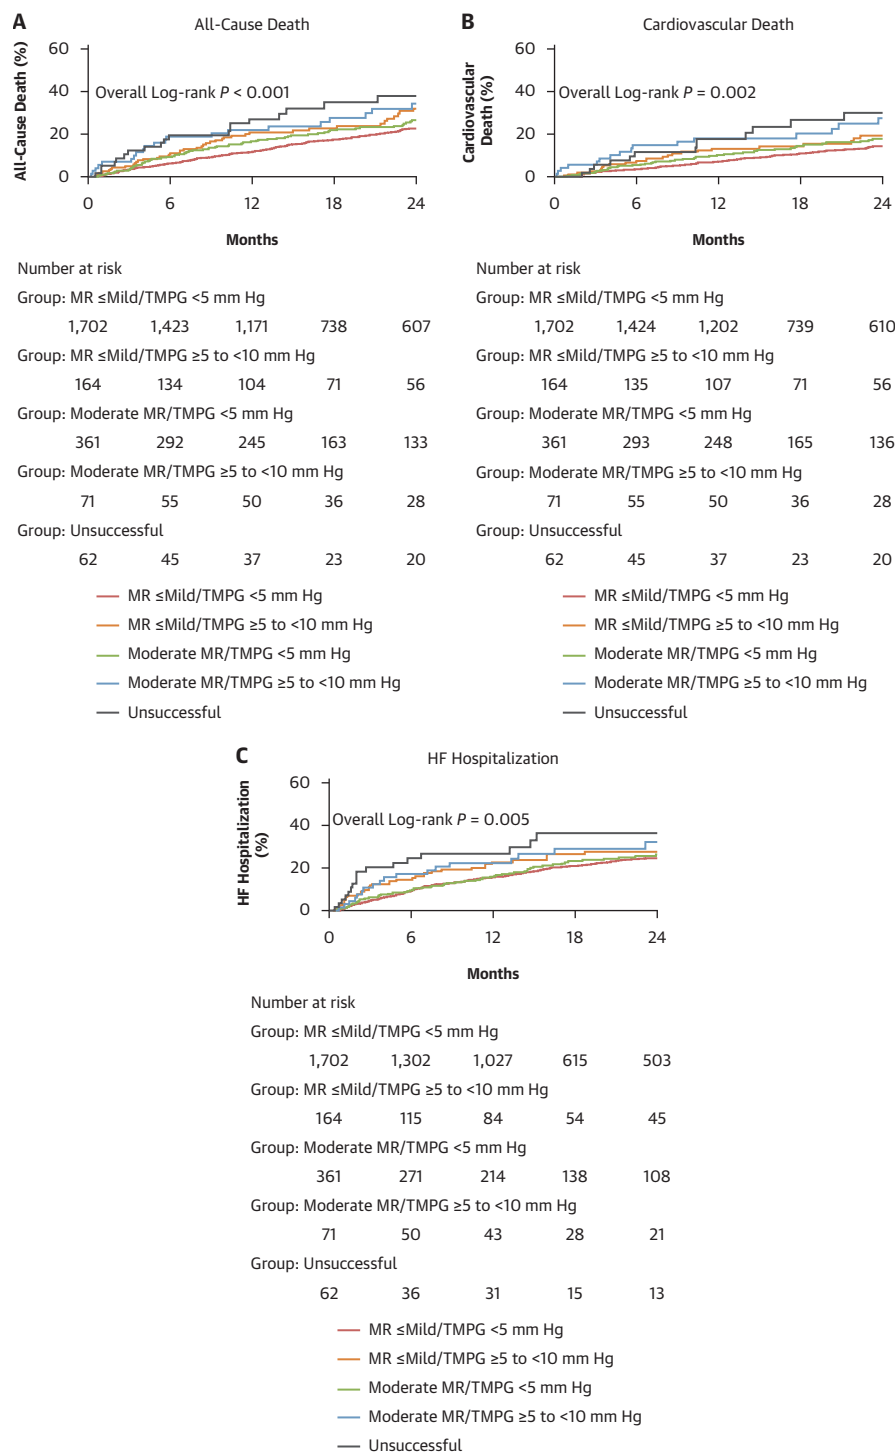 A
All-Cause Death
All-Cause Death (%)
60
40
20
0
Overall Log-rank P < 0.001
0 6 12 18 24
Months
Number at risk
Group: MR ≤Mild/TMPG <5 mm Hg
1,702 1,423 1,171 738 607
Group: MR ≤Mild/TMPG ≥5 to <10 mm Hg
164 134 104 71 56
Group: Moderate MR/TMPG <5 mm Hg
361 292 245 163 133
Group: Moderate MR/TMPG ≥5 to <10 mm Hg
71 55 50 36 28
Group: Unsuccessful
62 45 37 23 20
MR ≤Mild/TMPG <5 mm Hg
MR ≤Mild/TMPG ≥5 to <10 mm Hg
Moderate MR/TMPG <5 mm Hg
Moderate MR/TMPG ≥5 to <10 mm Hg
Unsuccessful
B
Cardiovascular Death
Cardiovascular
Death (%)
60
40
20
0
Overall Log-rank P = 0.002
0 6 12 18 24
Months
Number at risk
Group: MR ≤Mild/TMPG <5 mm Hg
1,702 1,424 1,202 739 610
Group: MR ≤Mild/TMPG ≥5 to <10 mm Hg
164 135 107 71 56
Group: Moderate MR/TMPG <5 mm Hg
361 293 248 165 136
Group: Moderate MR/TMPG ≥5 to <10 mm Hg
71 55 50 36 28
Group: Unsuccessful
62 45 37 23 20
MR ≤Mild/TMPG <5 mm Hg
MR ≤Mild/TMPG ≥5 to <10 mm Hg
Moderate MR/TMPG <5 mm Hg
Moderate MR/TMPG ≥5 to <10 mm Hg
Unsuccessful
C
HF Hospitalization
HF Hospitalization
(%)
60
40
20
0
Overall Log-rank P = 0.005
0 6 12 18 24
Months
Number at risk
Group: MR ≤Mild/TMPG <5 mm Hg
1,702 1,302 1,027 615 503
Group: MR ≤Mild/TMPG ≥5 to <10 mm Hg
164 115 84 54 45
Group: Moderate MR/TMPG <5 mm Hg
361 271 214 138 108
Group: Moderate MR/TMPG ≥5 to <10 mm Hg
71 50 43 28 21
Group: Unsuccessful
62 36 31 15 13
MR ≤Mild/TMPG <5 mm Hg
MR ≤Mild/TMPG ≥5 to <10 mm Hg
Moderate MR/TMPG <5 mm Hg
Moderate MR/TMPG ≥5 to <10 mm Hg
Unsuccessful